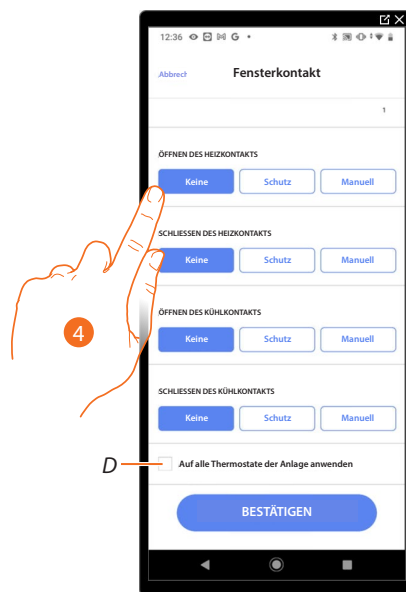 12:36 G
Abbrech
Fensterkontakt
1
ÖFFNEN DES HEIZKONTAKTS
Keine Schutz Manuell
SCHLIESSEN DES HEIZKONTAKTS
Keine Schutz Manuell
4
ÖFFNEN DES KÜHLKONTAKTS
Keine Schutz Manuell
SCHLIESSEN DES KÜHLKONTAKTS
Keine Schutz Manuell
D
Auf alle Thermostate der Anlage anwenden
BESTÄTIGEN